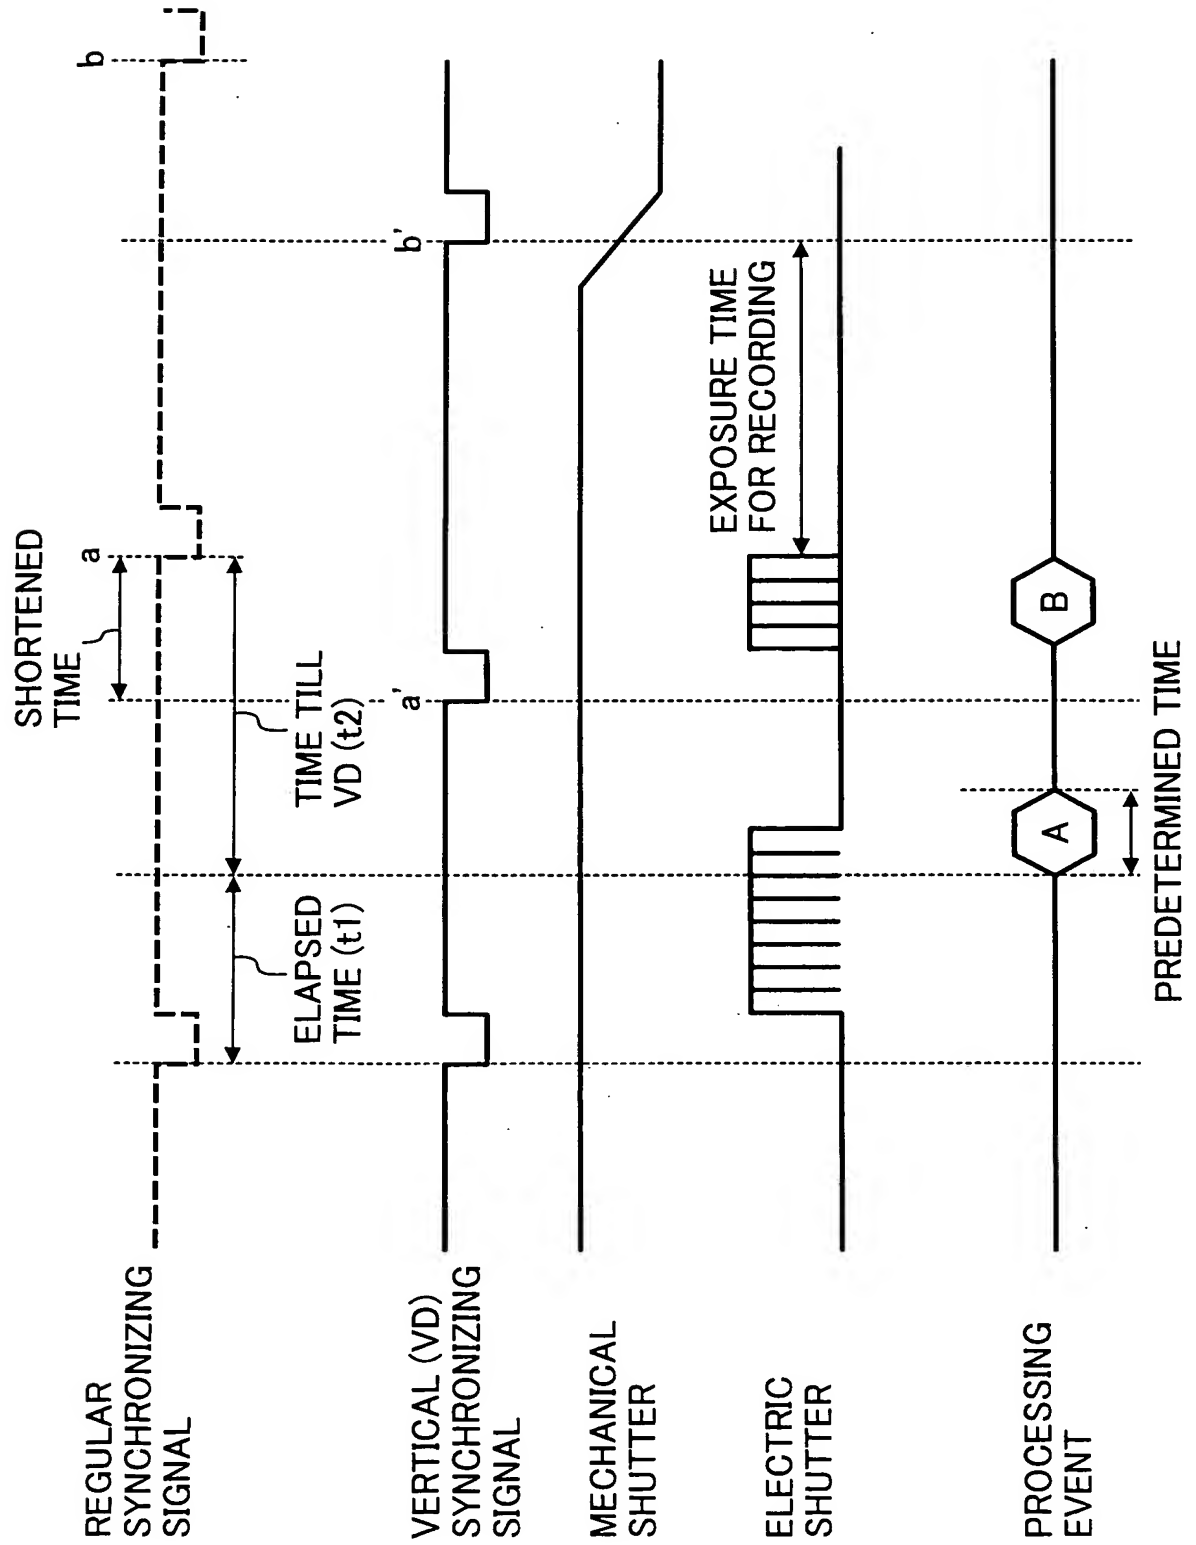 REGULAR
SYNCHRONIZING
SIGNAL
SHORTENED
TIME
a
b
ELAPSED
TIME (t1)
TIME TILL
VD (t2)
VERTICAL (VD)
SYNCHRONIZING
SIGNAL
a'
b'
MECHANICAL
SHUTTER
ELECTRIC
SHUTTER
EXPOSURE TIME
FOR RECORDING
PROCESSING
EVENT
A
B
PREDETERMINED TIME